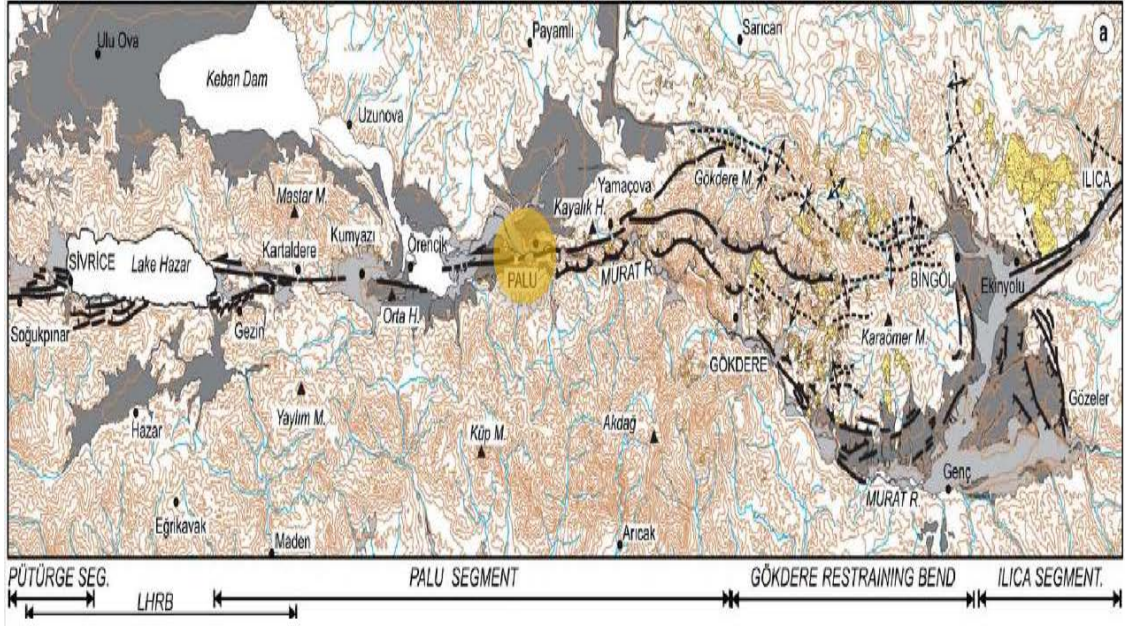 a
Ulu Ova
Payamlı
Sarıcan
Keban Dam
Uzunova
ILICA
Mastar M.
Yamaçova
Gökdere M.
Kayalık H.
Kartaldere
Kumyazı
Örencik
SİVRİCE
Lake Hazar
PALU
MURAT R.
BİNGÖL
Ekinyolu
Soğukpınar
Gezin
Orta H.
Karaömer M.
GÖKDERE
Gözeler
Hazar
Yaylım M.
Küp M.
Akdağ
Genç
MURAT R.
Eğrikavak
Maden
Arıcak
PÜTÜRGE SEG.
PALU SEGMENT
GÖKDERE RESTRAINING BEND
ILICA SEGMENT.
LHRB